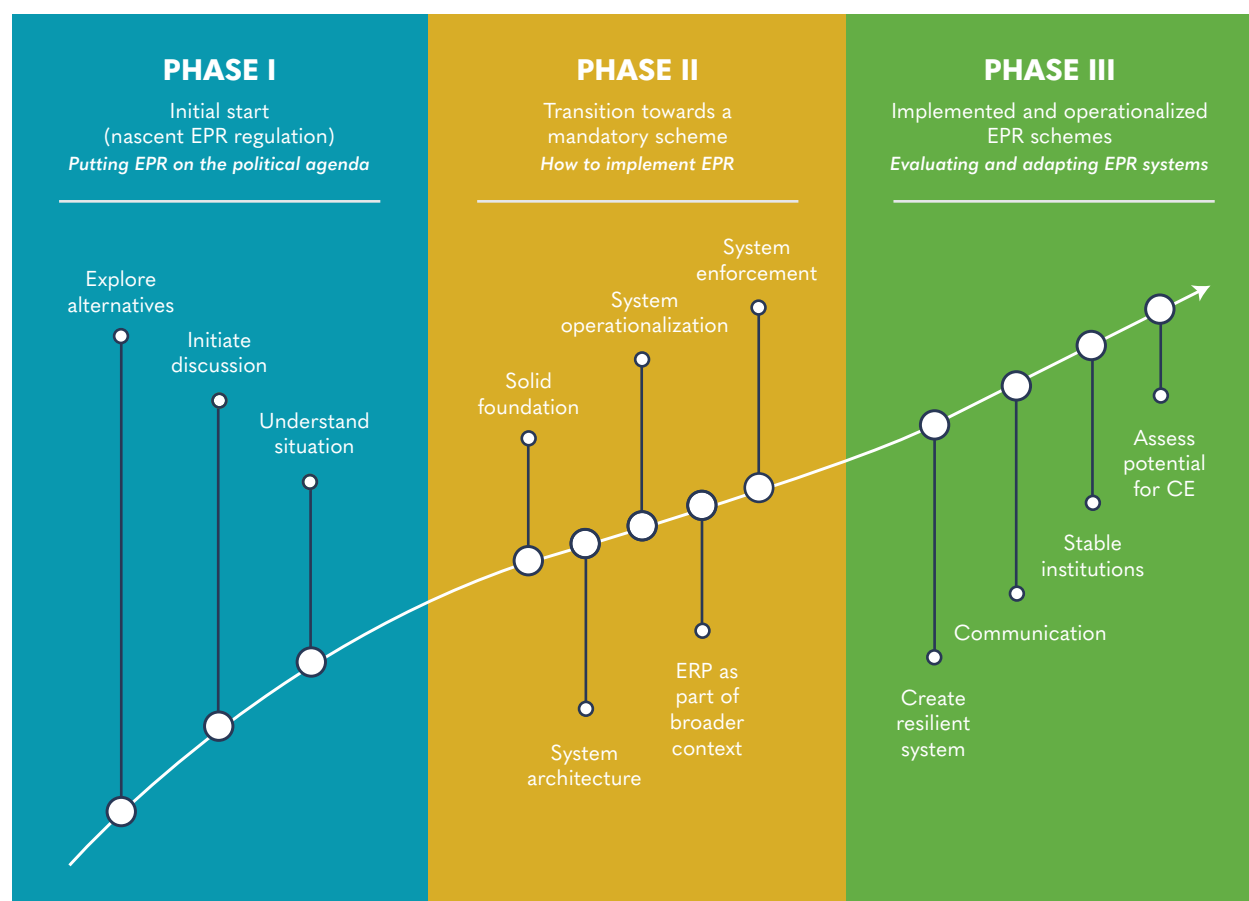 PHASE I
Initial start
(nascent EPR regulation)
Putting EPR on the political agenda
Explore
alternatives
Initiate
discussion
Understand
situation
PHASE II
Transition towards a
mandatory scheme
How to implement EPR
Solid
foundation
System
architecture
System
operationalization
ERP as
part of
broader
context
System
enforcement
PHASE III
Implemented and operationalized
EPR schemes
Evaluating and adapting EPR systems
Create
resilient
system
Communication
Stable
institutions
Assess
potential
for CE